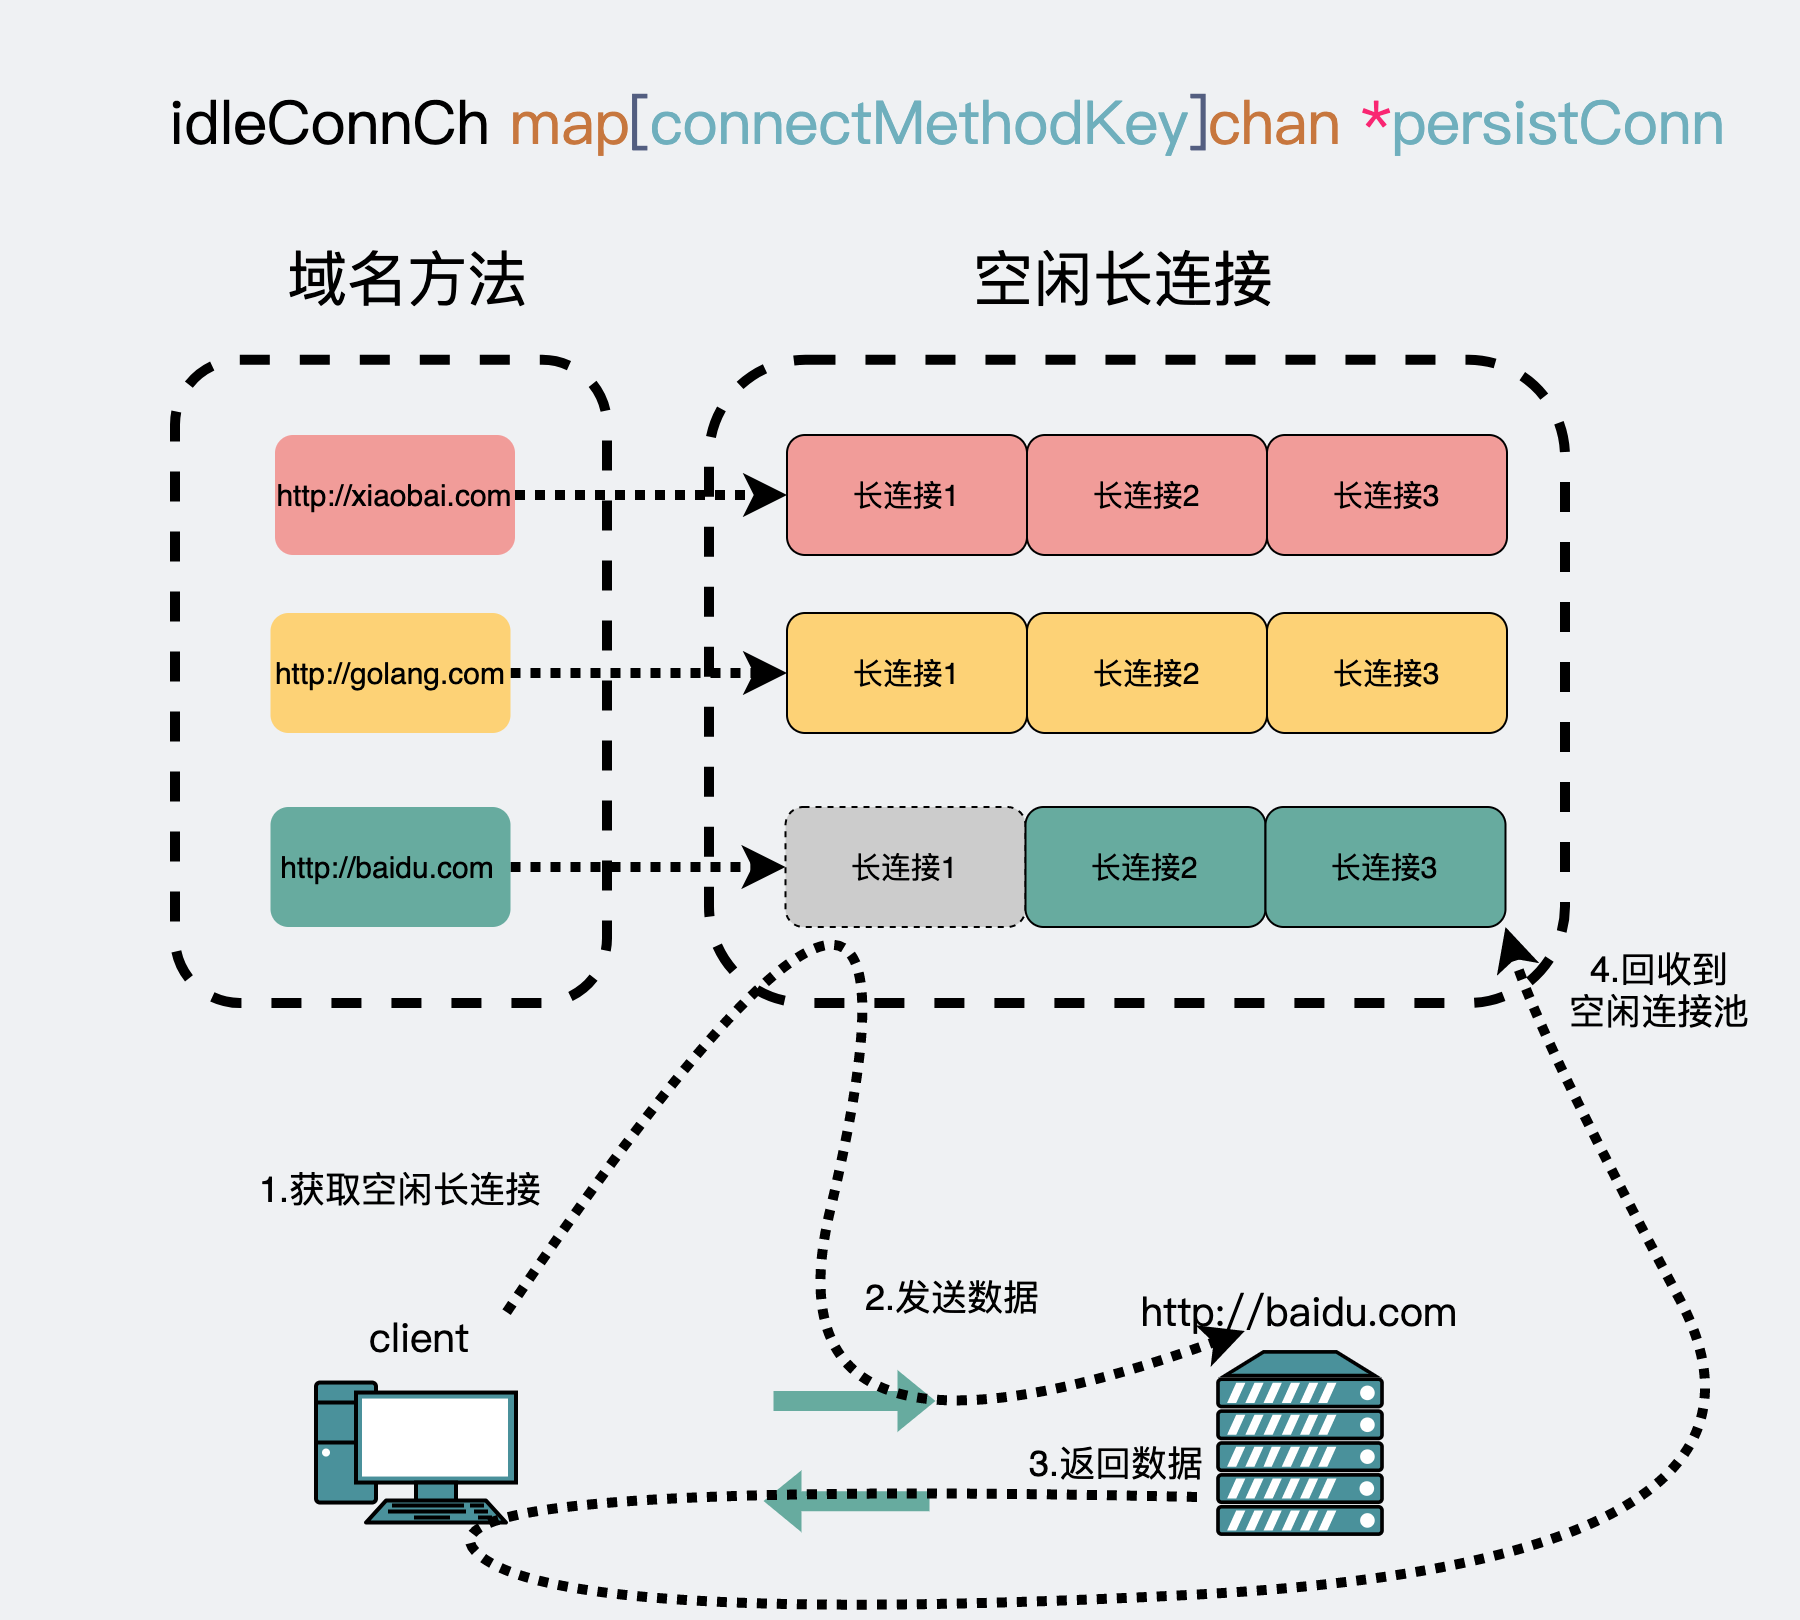 idleConnCh map[connectMethodKey]chan *persistConn
域名方法
空闲长连接
http://xiaobai.com
长连接1
长连接2
长连接3
http://golang.com
长连接1
长连接2
长连接3
http://baidu.com
长连接1
长连接2
长连接3
4.回收到
空闲连接池
1.获取空闲长连接
2.发送数据
http://baidu.com
client
3.返回数据